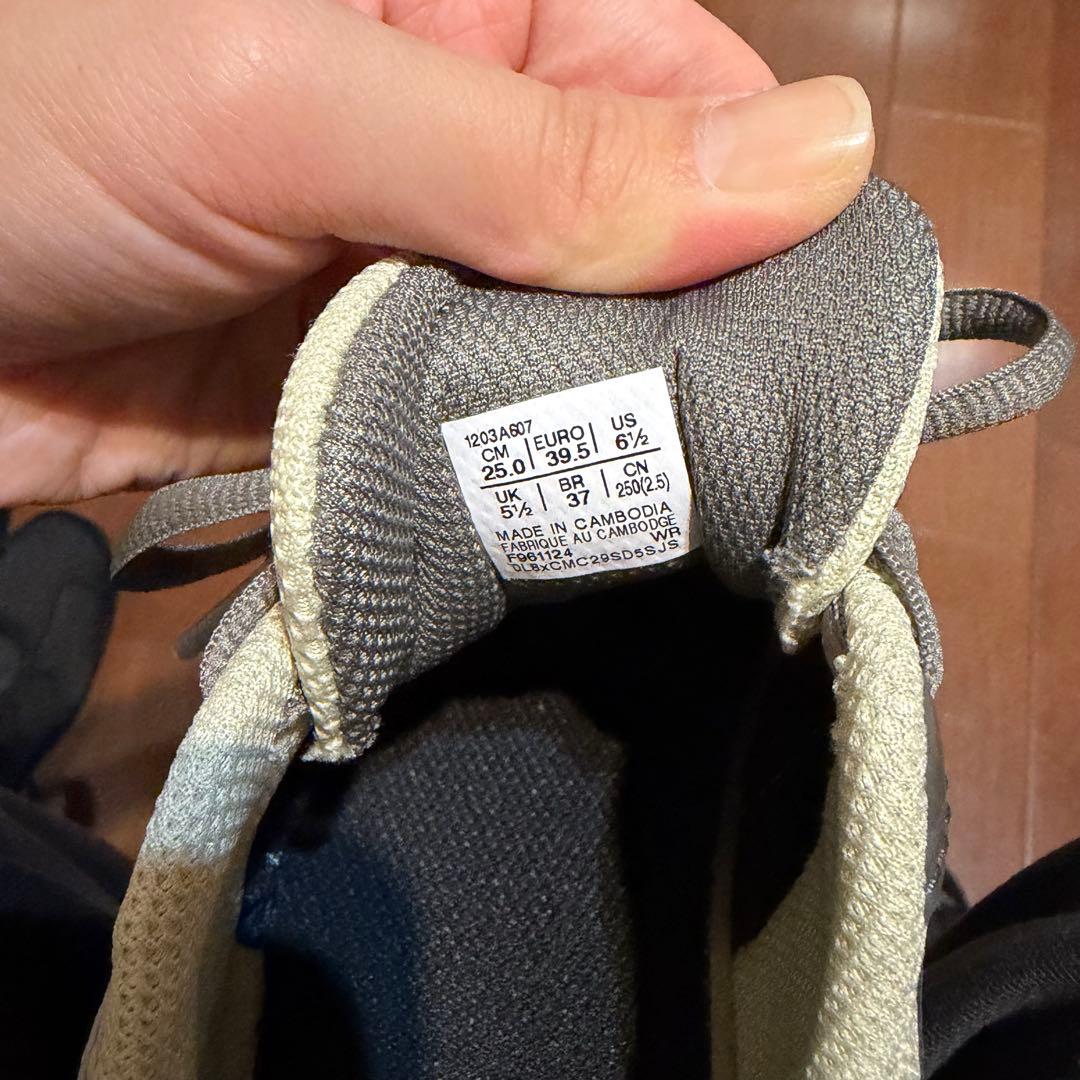 1203A607
CM | EURO | US
25.0 | 39.5 | 6½
UK | BR | CN
5½ | 37 | 250(2.5)
MADE IN CAMBODIA
FABRIQUE AU CAMBODGE
F961124 WR
DL8xCMC29SD5SJS